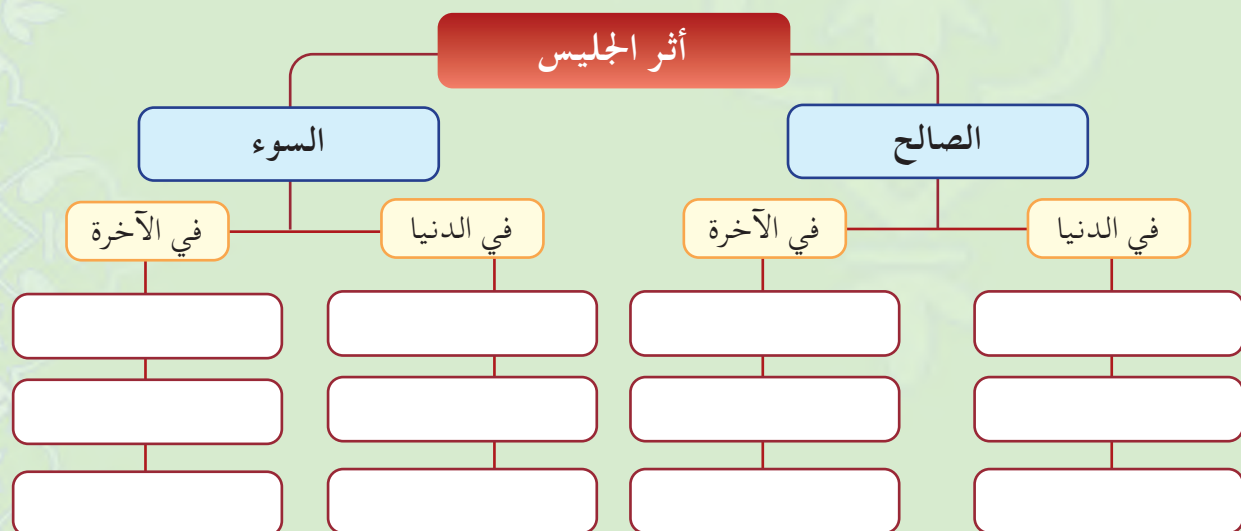 أثر الجليس
الصالح
السوء
في الدنيا
في الآخرة
في الدنيا
في الآخرة